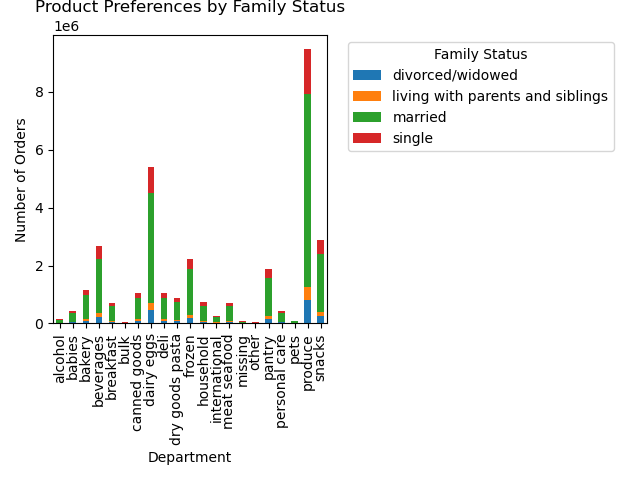 Product Preferences by Family Status
1e6
8
6
4
2
0
Number of Orders
alcohol
babies
bakery
beverages
breakfast
bulk
canned goods
dairy eggs
deli
dry goods pasta
frozen
household
international
meat seafood
missing
other
pantry
personal care
pets
produce
snacks
Department
Family Status
divorced/widowed
living with parents and siblings
married
single